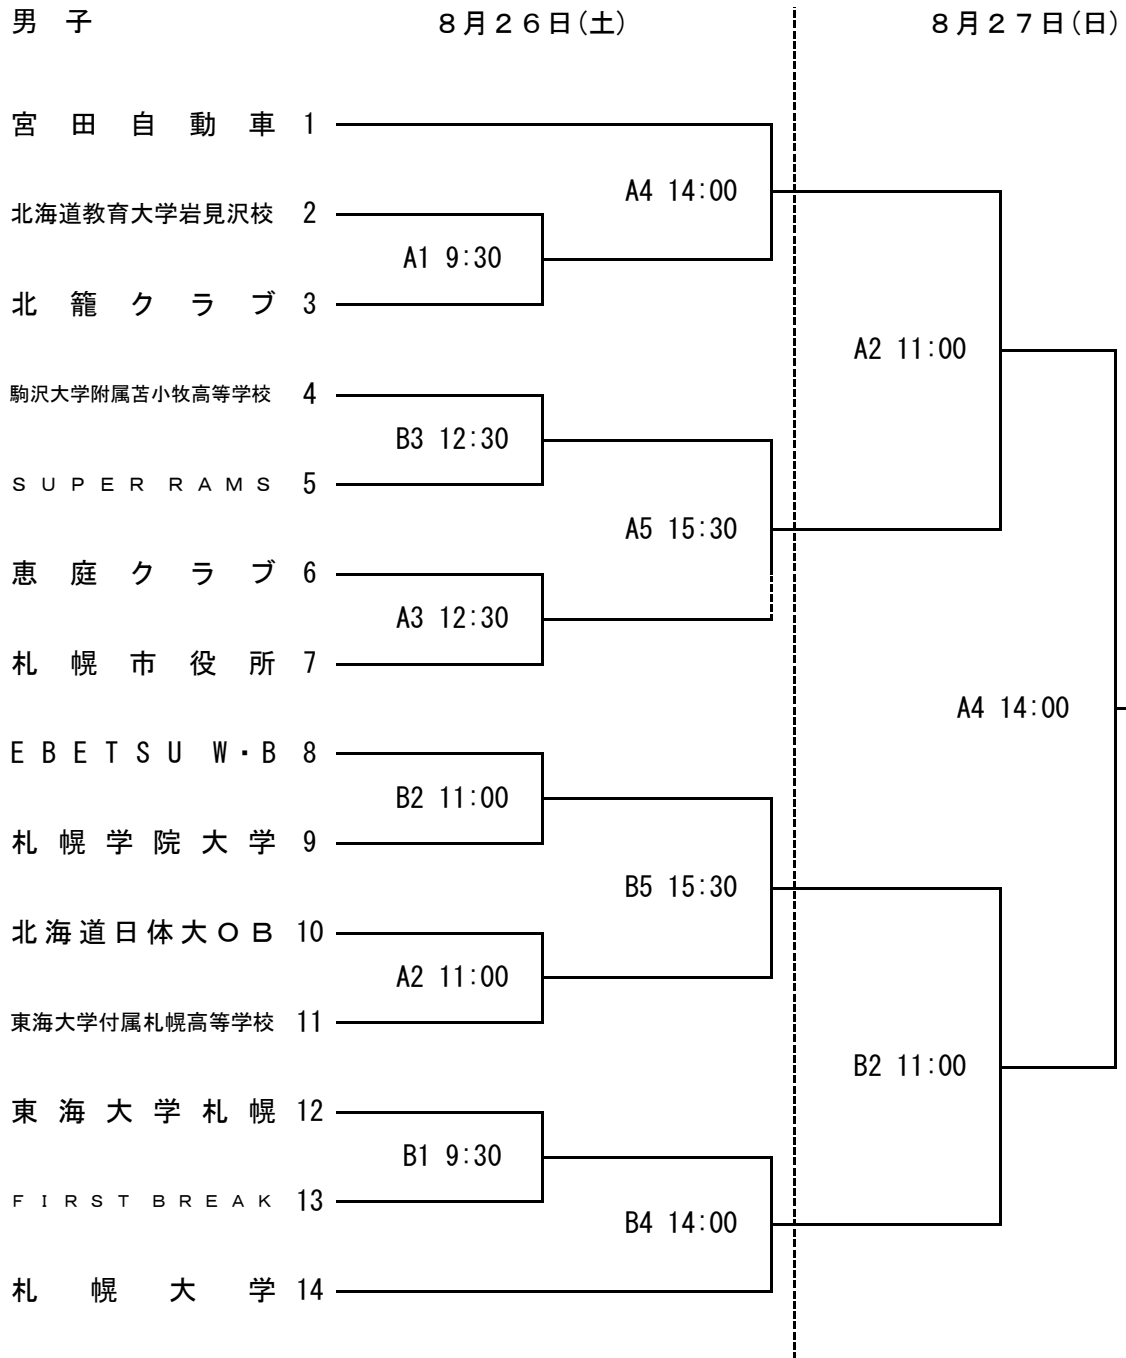 男子 8月26日(土) 8月27日(日)
宮田自動車 1
A4 14:00
北海道教育大学岩見沢校 2
A1 9:30
北籠クラブ 3
A2 11:00
駒沢大学附属苫小牧高等学校 4
B3 12:30
SUPER RAMS 5
A5 15:30
恵庭クラブ 6
A3 12:30
札幌市役所 7
A4 14:00
EBETSU W・B 8
B2 11:00
札幌学院大学 9
B5 15:30
北海道日体大OB 10
A2 11:00
東海大学付属札幌高等学校 11
B2 11:00
東海大学札幌 12
B1 9:30
FIRST BREAK 13
B4 14:00
札幌大学 14